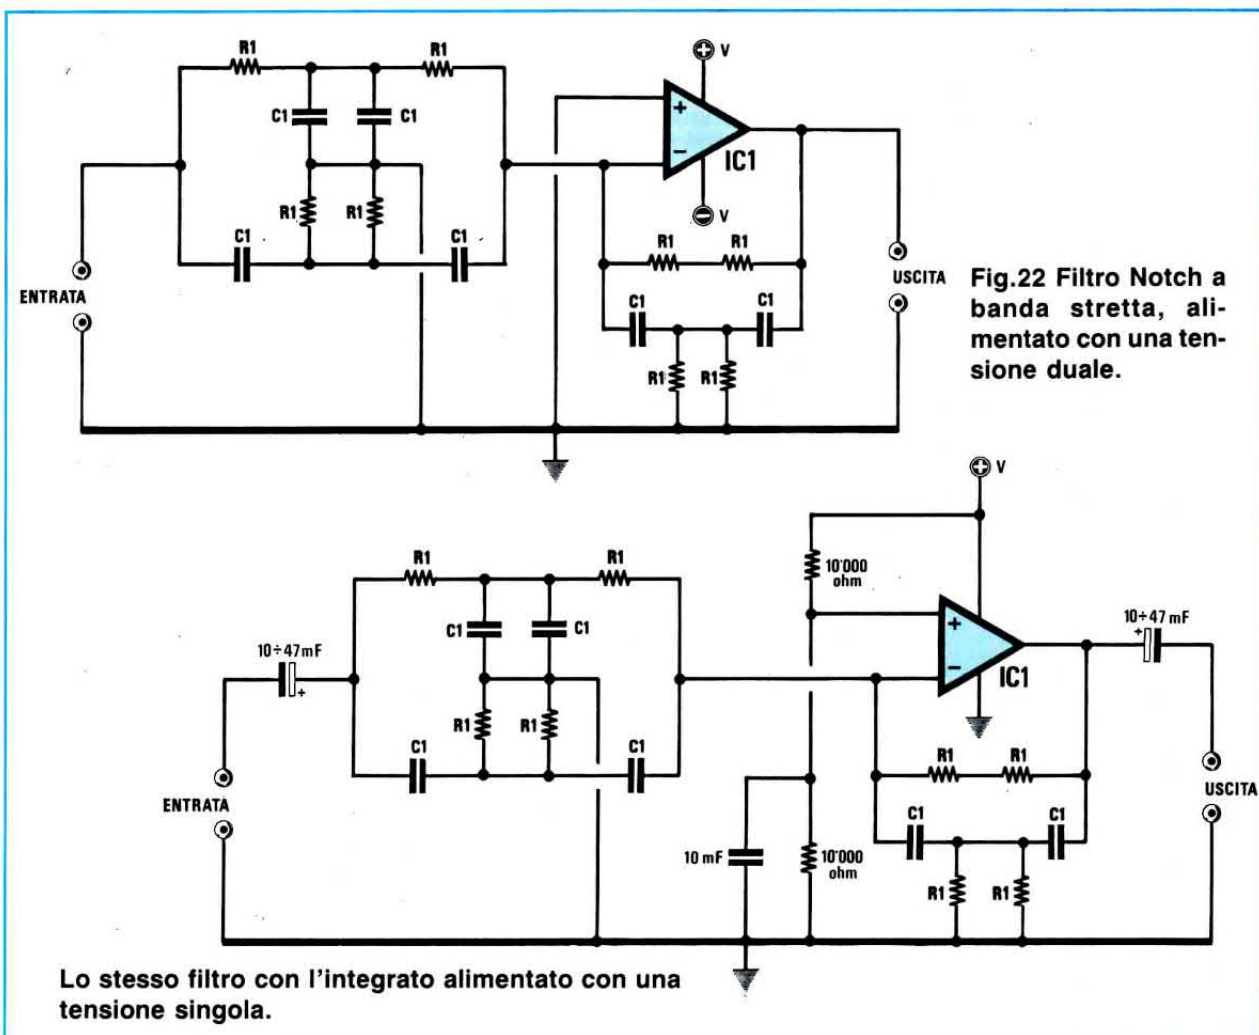 R1
R1
C1
C1
R1
R1
C1
C1
ENTRATA
+
−
IC1
+ V
− V
R1
R1
C1
C1
R1
R1
USCITA
Fig.22 Filtro Notch a
banda stretta, ali-
mentato con una ten-
sione duale.
R1
R1
C1
C1
R1
R1
C1
C1
10÷47mF
+
ENTRATA
10 mF
10'000
ohm
10'000
ohm
+ V
+
−
IC1
R1
R1
C1
C1
R1
R1
10÷47 mF
+
USCITA
Lo stesso filtro con l'integrato alimentato con una
tensione singola.